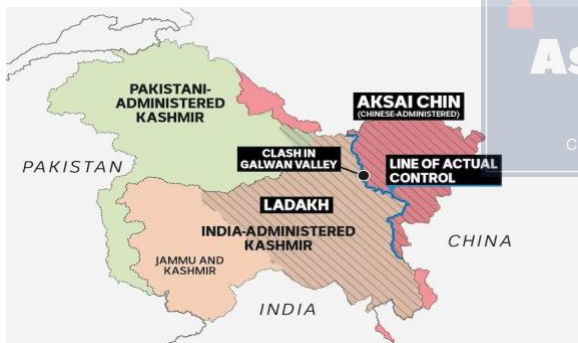 As
C
PAKISTANI-
ADMINISTERED
KASHMIR
AKSAI CHIN
(CHINESE-ADMINISTERED)
CLASH IN
GALWAN VALLEY
LINE OF ACTUAL
CONTROL
PAKISTAN
LADAKH
INDIA-ADMINISTERED
KASHMIR
JAMMU AND
KASHMIR
CHINA
INDIA